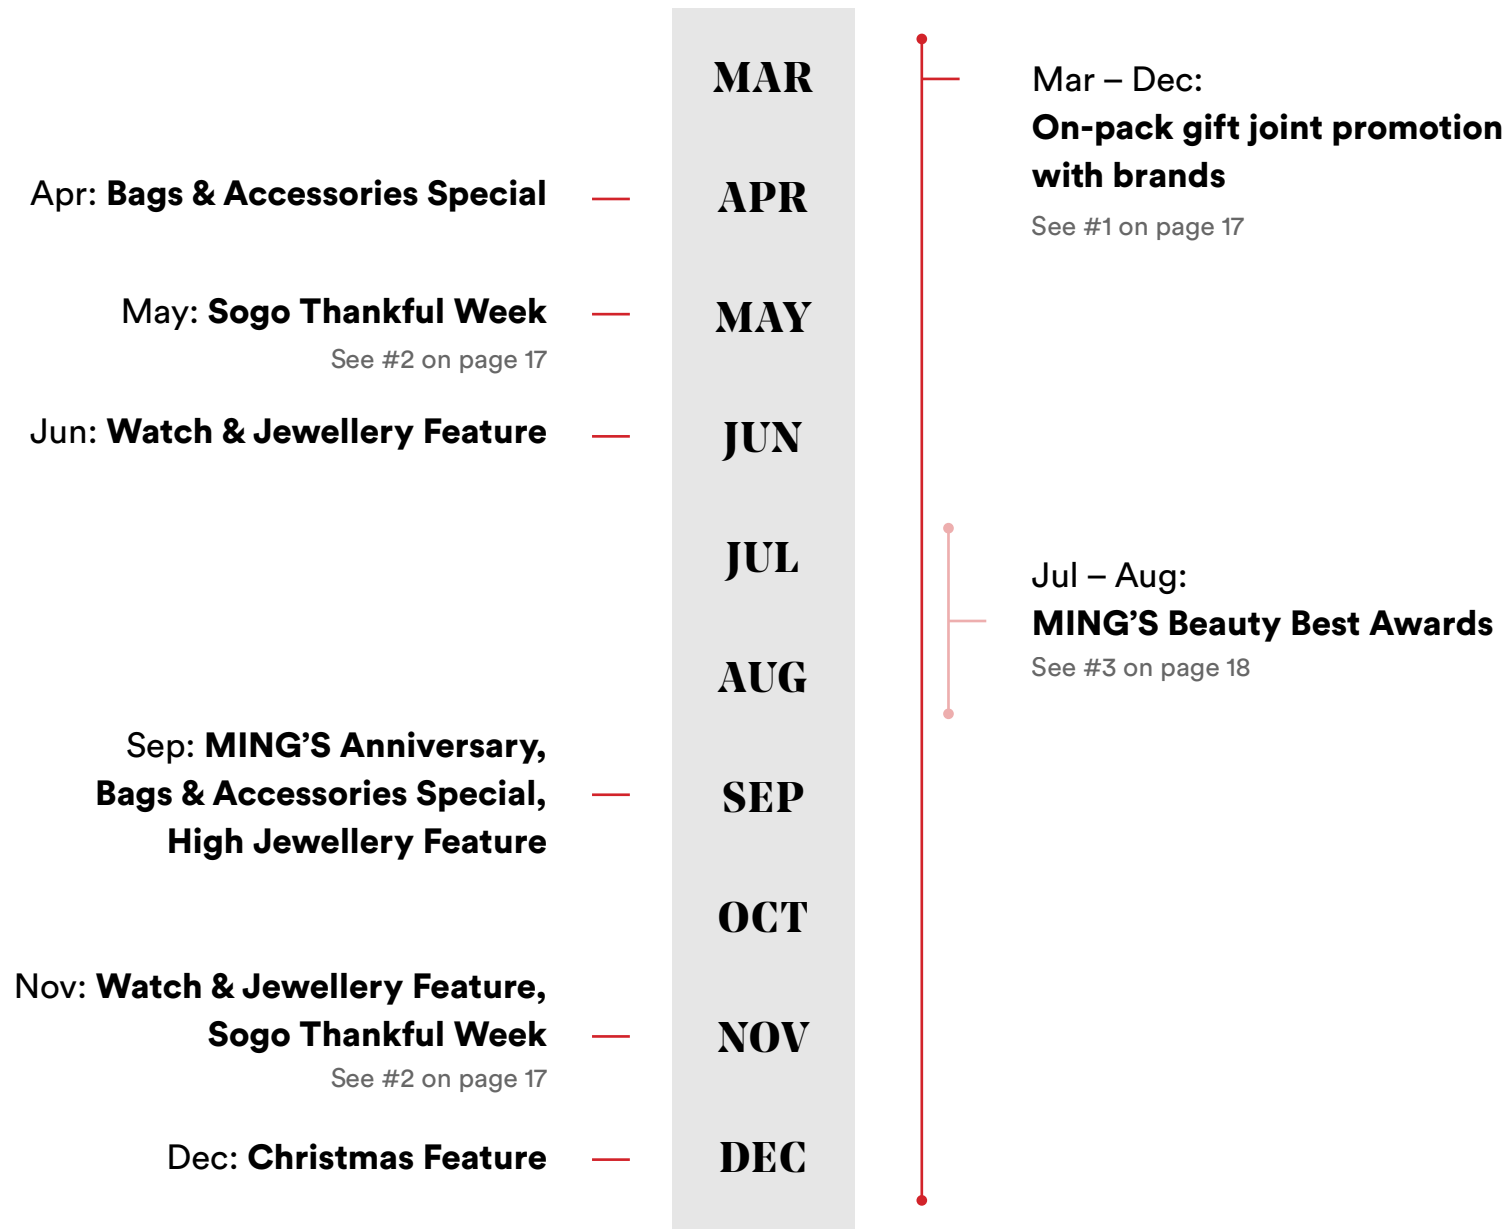 MAR
Mar – Dec:
On-pack gift joint promotion
with brands
See #1 on page 17
Apr: Bags & Accessories Special
APR
May: Sogo Thankful Week
See #2 on page 17
MAY
Jun: Watch & Jewellery Feature
JUN
JUL
Jul – Aug:
MING’S Beauty Best Awards
See #3 on page 18
AUG
Sep: MING’S Anniversary,
Bags & Accessories Special,
High Jewellery Feature
SEP
OCT
Nov: Watch & Jewellery Feature,
Sogo Thankful Week
See #2 on page 17
NOV
Dec: Christmas Feature
DEC